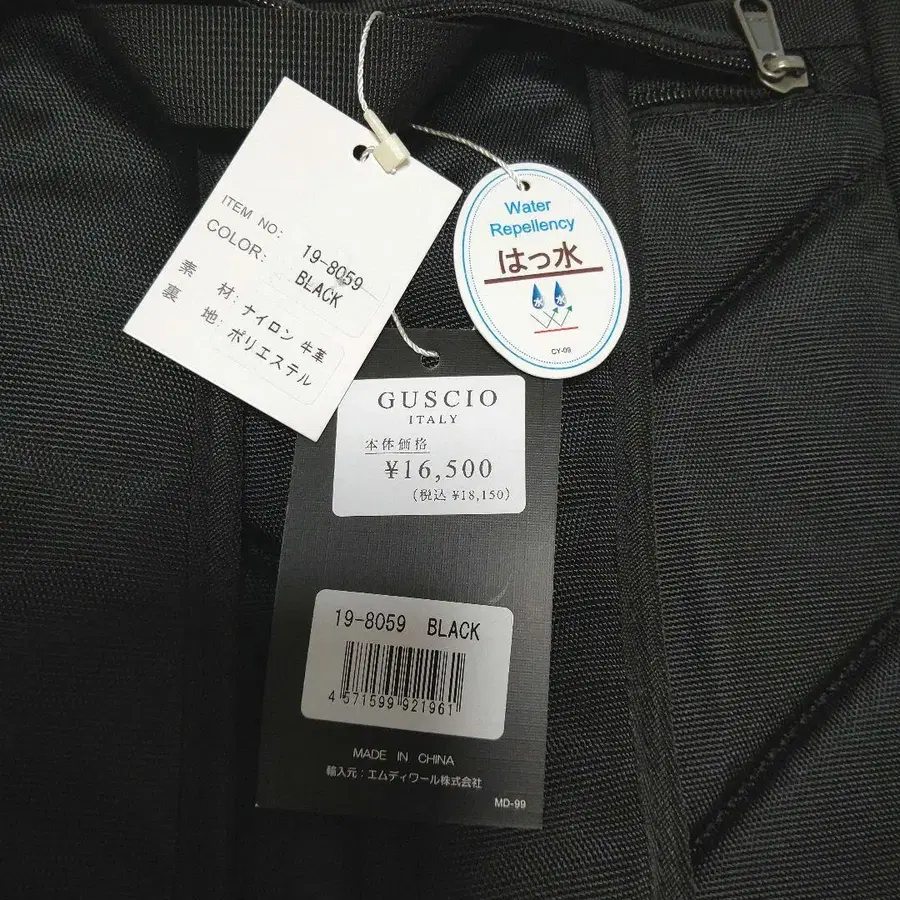 ITEM NO: 19-8059
COLOR: BLACK
素材: ナイロン 牛革
裏地: ポリエステル
Water
Repellency
はっ水
水 水
CY-09
GUSCIO
ITALY
本体価格
¥16,500
(税込 ¥18,150)
19-8059 BLACK
4 571599 921961
MADE IN CHINA
輸入元：エムディワール株式会社
MD-99